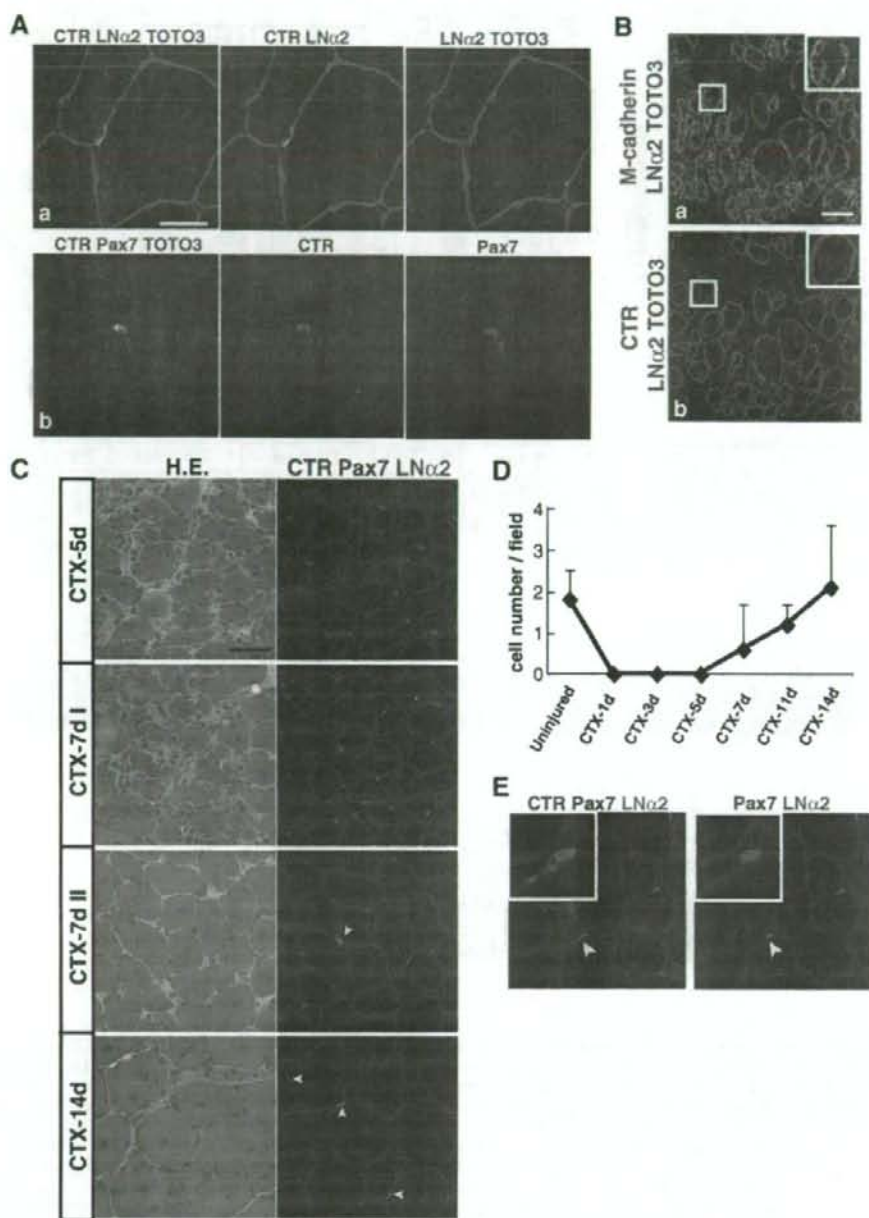 A
CTR LNα2 TOTO3
CTR LNα2
LNα2 TOTO3
a
CTR Pax7 TOTO3
CTR
Pax7
b
B
M-cadherin
LNα2 TOTO3
a
CTR
LNα2 TOTO3
b
C
H.E.
CTR Pax7 LNα2
CTX-5d
CTX-7d I
CTX-7d II
CTX-14d
D
cell number / field
4
3
2
1
0
Uninjured
CTX-1d
CTX-3d
CTX-5d
CTX-7d
CTX-11d
CTX-14d
E
CTR Pax7 LNα2
Pax7 LNα2